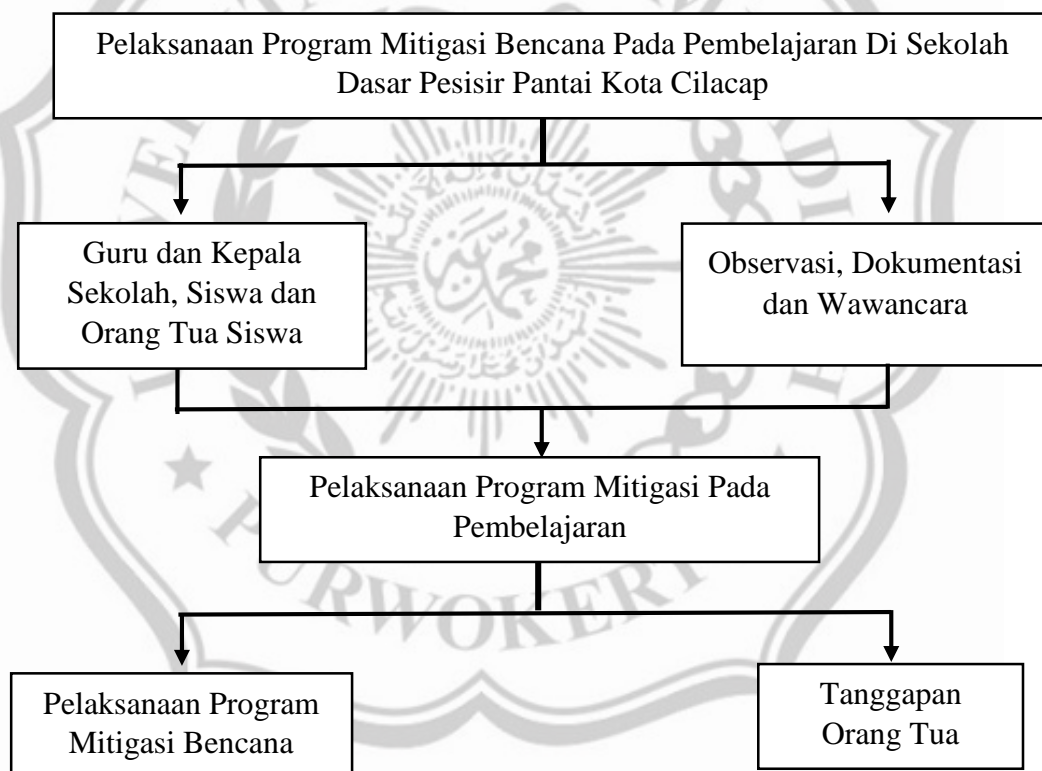 Pelaksanaan Program Mitigasi Bencana Pada Pembelajaran Di Sekolah
Dasar Pesisir Pantai Kota Cilacap
Guru dan Kepala
Sekolah, Siswa dan
Orang Tua Siswa
Observasi, Dokumentasi
dan Wawancara
Pelaksanaan Program Mitigasi Pada
Pembelajaran
PURWOKERT
Pelaksanaan Program
Mitigasi Bencana
Tanggapan
Orang Tua